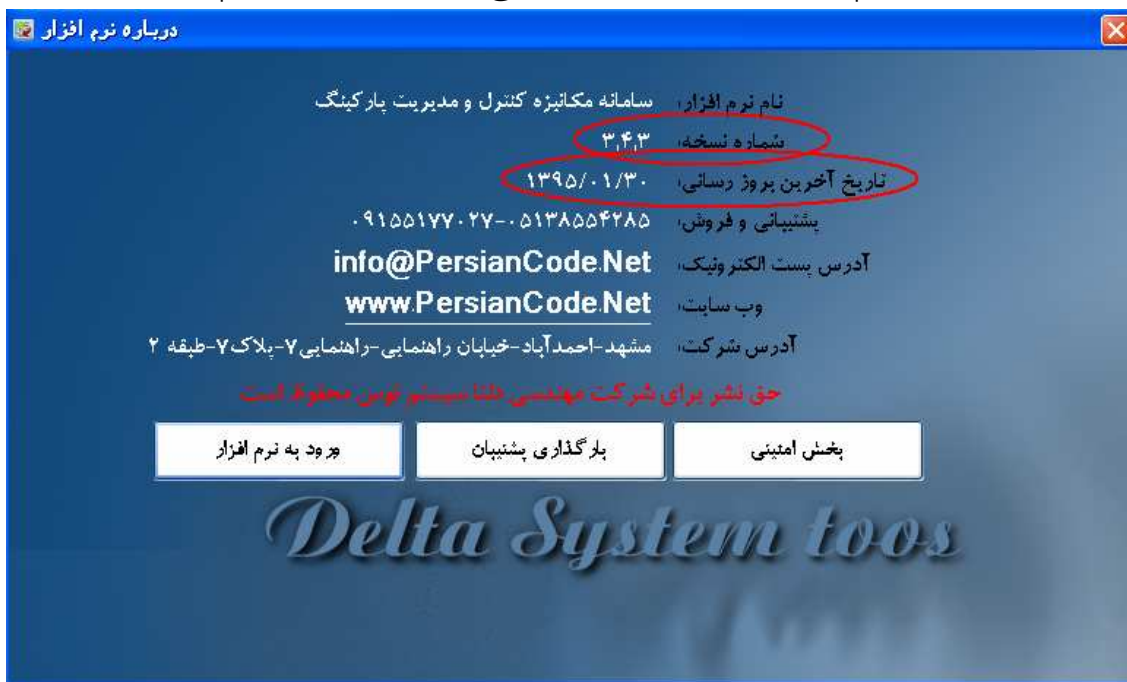 درباره نرم افزار
نام نرم افزار: سامانه مکانیزه کنترل و مدیریت پارکینگ
شماره نسخه: ۳,۴,۳
تاریخ آخرین بروز رسانی: ۱۳۹۵/۰۱/۳۰
پشتیبانی و فروش: ۰۹۱۵۵۱۷۷۰۲۷-۰۵۱۳۸۵۵۴۲۸۵
آدرس پست الکترونیک: info@PersianCode.Net
وب سایت: www.PersianCode.Net
آدرس شرکت: مشهد-احمدآباد-خیابان راهنمایی-راهنمایی۷-پلاک۷-طبقه ۲
حق نشر برای شرکت مهندسی دلتا سیستم توس محفوظ است
بخش امنیتی
بارگذاری پشتیبان
ورود به نرم افزار
Delta System toos